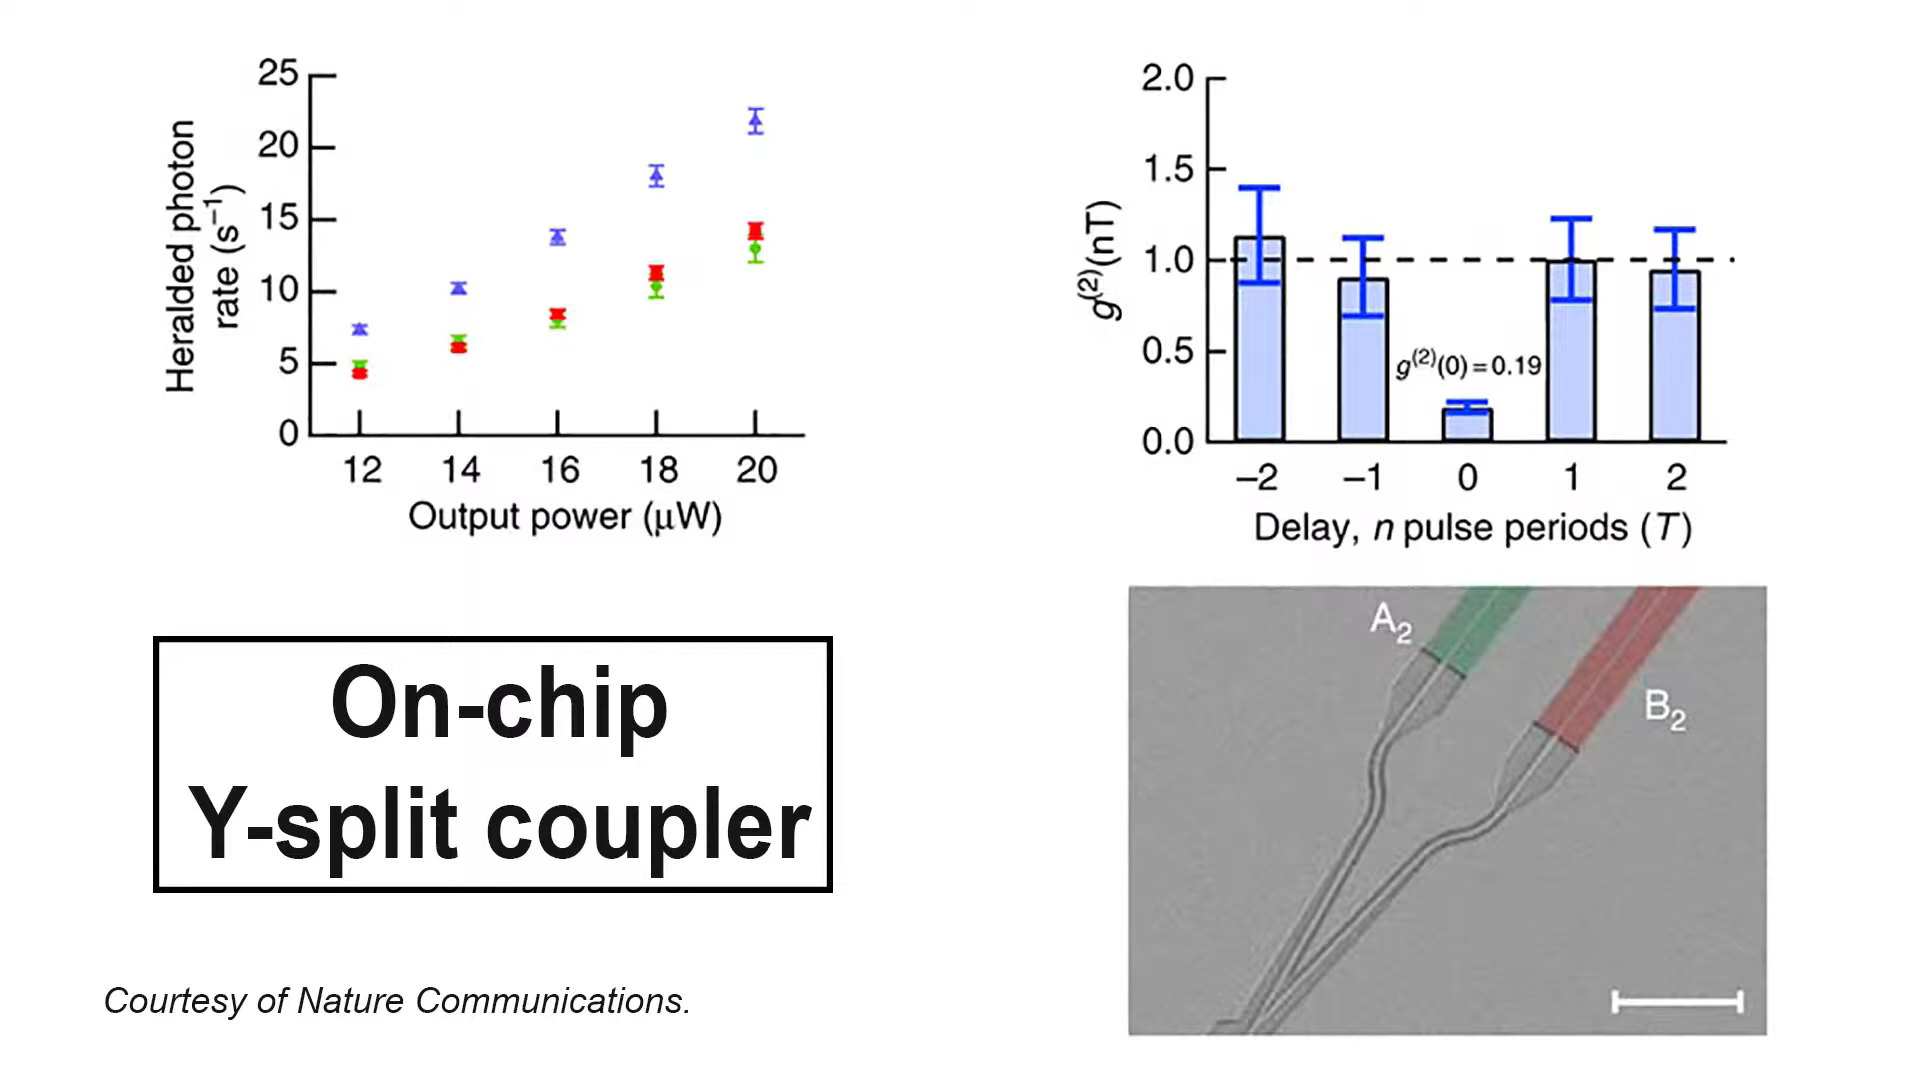 25
20
15
10
5
0
Heralded photon
rate (s⁻¹)
12 14 16 18 20
Output power (μW)
2.0
1.5
1.0
0.5
0.0
g⁽²⁾(nT)
g⁽²⁾(0) = 0.19
–2 –1 0 1 2
Delay, n pulse periods (T)
On-chip
Y-split coupler
A₂
B₂
Courtesy of Nature Communications.